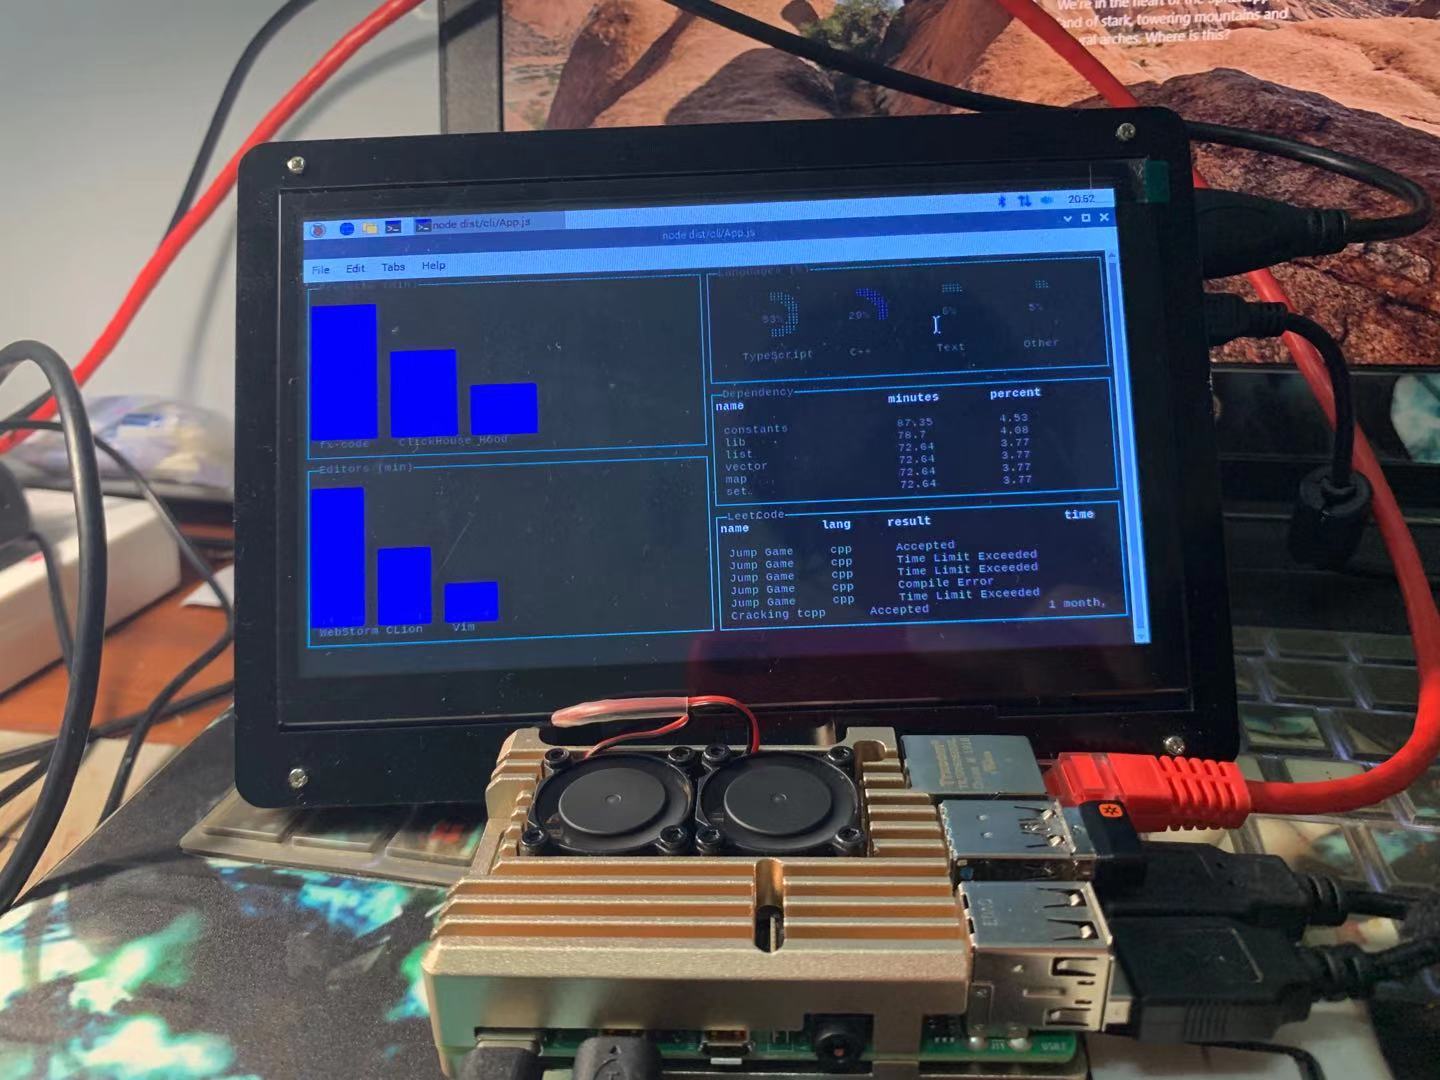 We're in the heart of the
land of stark, towering mountains and
arches. Where is this?
node dist/cli/App.js
20:52
node dist/cli/App.js
File Edit Tabs Help
fx-code ClickHouse Hood
Editors (min)
WebStorm CLion Vim
Languages (%)
53% 29% 6% 5%
TypeScript C++ Text Other
Dependency
name minutes percent
constants 87.35 4.53
lib 78.7 4.08
list 72.64 3.77
vector 72.64 3.77
map 72.64 3.77
set 72.64 3.77
LeetCode
name lang result time
Jump Game cpp Accepted
Jump Game cpp Time Limit Exceeded
Jump Game cpp Time Limit Exceeded
Jump Game cpp Compile Error
Jump Game cpp Time Limit Exceeded
Cracking tcpp Accepted 1 month,